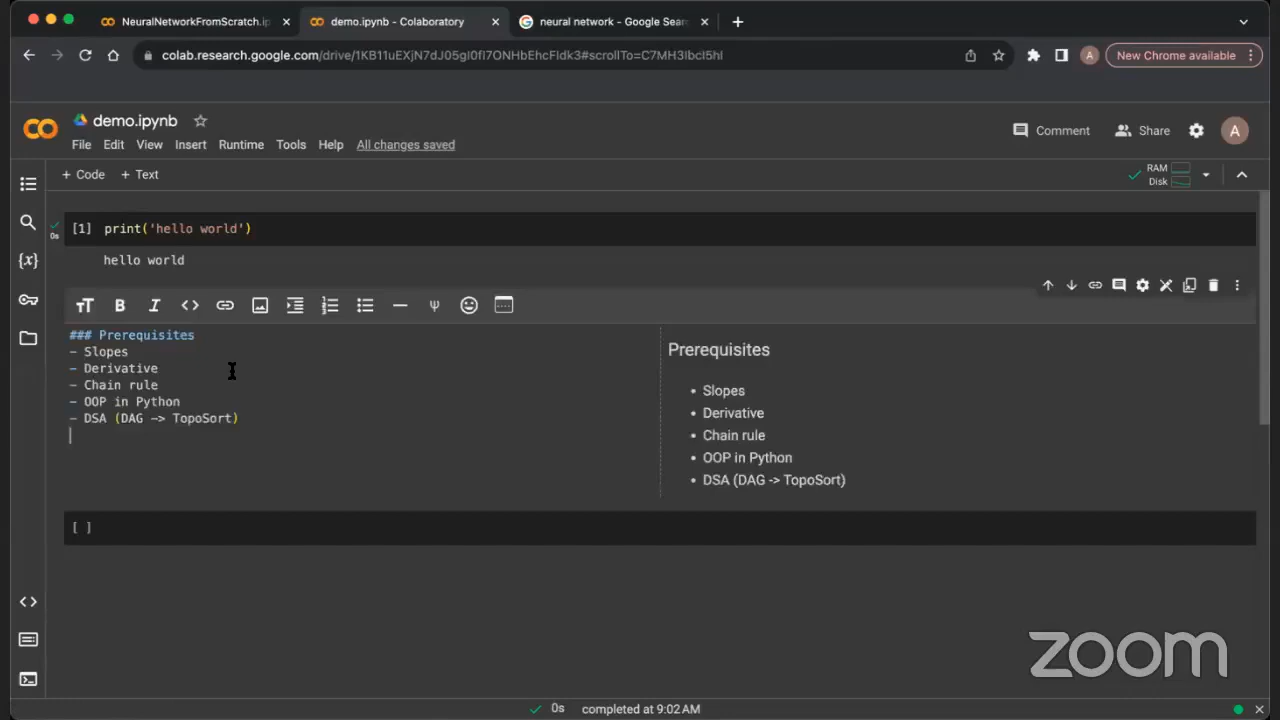 NeuralNetworkFromScratch.ip
demo.ipynb - Colaboratory
neural network - Google Sear
colab.research.google.com/drive/1KB11uEXjN7dJ05gI0fI7ONHbEhcFIdk3#scrollTo=C7MH3IbcI5hl
A
New Chrome available
demo.ipynb
Comment
Share
A
File Edit View Insert Runtime Tools Help All changes saved
+ Code + Text
RAM
Disk
[1] print('hello world')
0s
hello world
### Prerequisites
- Slopes
- Derivative
- Chain rule
- OOP in Python
- DSA (DAG -> TopoSort)
Prerequisites
• Slopes
• Derivative
• Chain rule
• OOP in Python
• DSA (DAG -> TopoSort)
[ ]
zoom
0s completed at 9:02 AM